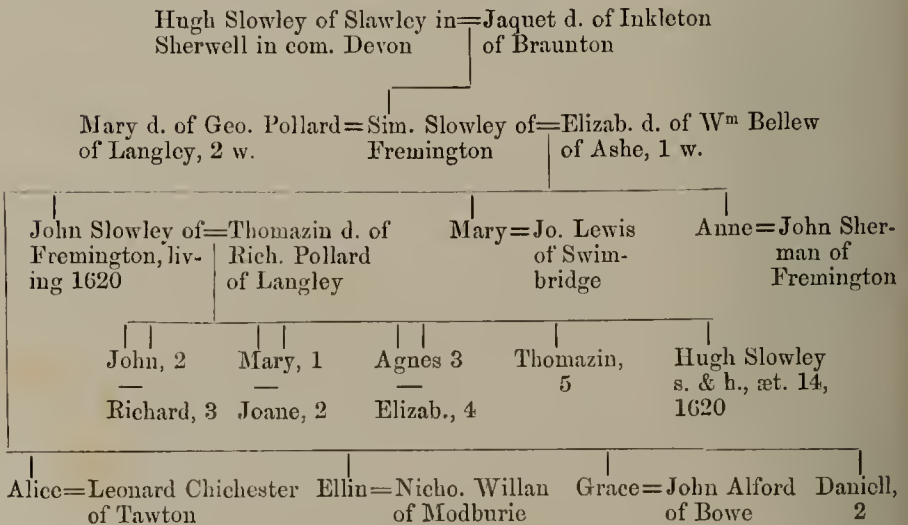 Hugh Slowley of Slawley in=Jaquet d. of Inkleton
Sherwell in com. Devon of Braunton
Mary d. of Geo. Pollard=Sim. Slowley of=Elizab. d. of Wm Bellew
of Langley, 2 w. Fremington of Ashe, 1 w.
John Slowley of=Thomazin d. of Mary=Jo. Lewis Anne=John Sher-
Fremington, liv- Rich. Pollard of Swim- man of
ing 1620 of Langley bridge Fremington
John, 2 Mary, 1 Agnes 3 Thomazin, Hugh Slowley
5 s. & h., æt. 14,
Richard, 3 Joane, 2 Elizab., 4 1620
Alice=Leonard Chichester Ellin=Nicho. Willan Grace=John Alford Daniell,
of Tawton of Modburie of Bowe 2